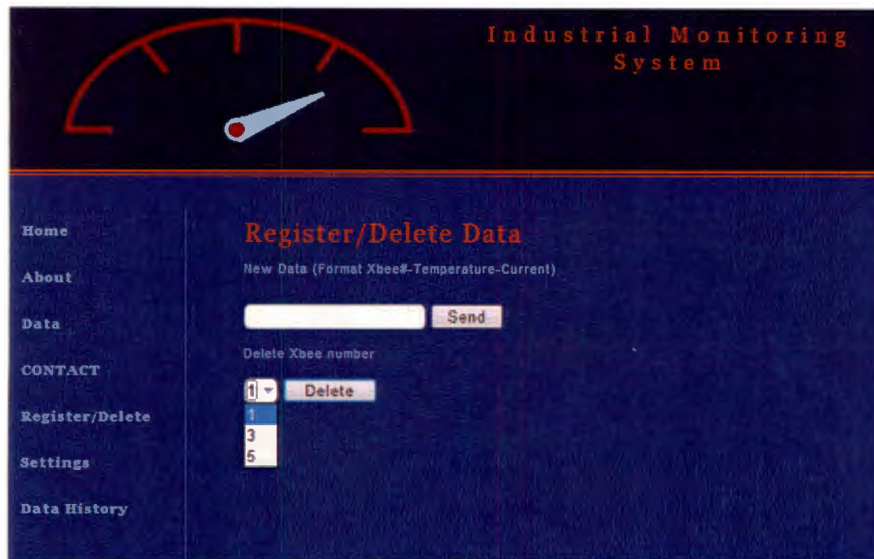 Industrial Monitoring
System
Home
About
Data
CONTACT
Register/Delete
Settings
Data History
Register/Delete Data
New Data (Format Xbee#-Temperature-Current)
Send
Delete Xbee number
1
Delete
1
3
5